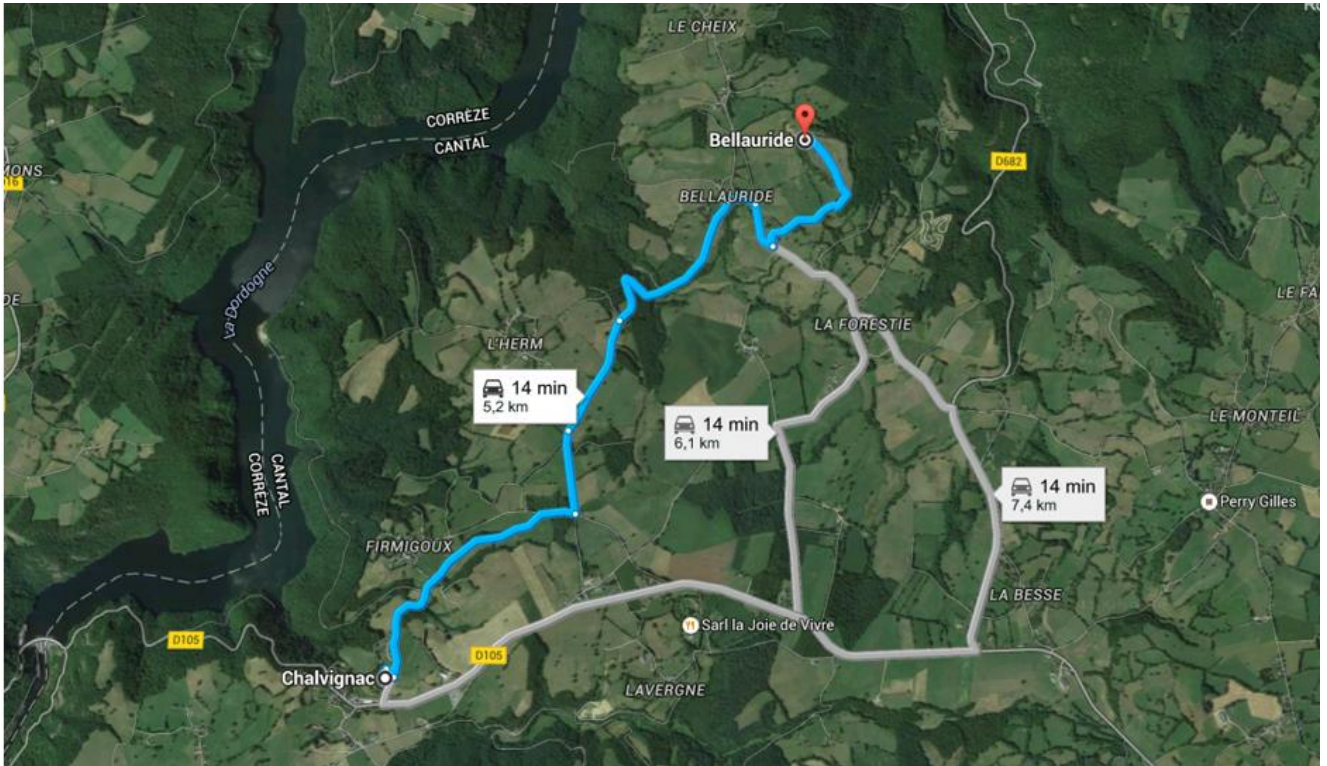 LE CHEIX
CORRÈZE
CANTAL
Bellauride
D682
MONS
BELLAURIDE
La Dordogne
LA FORESTIE
L'HERM
14 min
5,2 km
14 min
6,1 km
LE MONTEIL
CANTAL
CORRÈZE
14 min
7,4 km
Perry Gilles
FIRMIGOUX
LA BESSE
Sarl la Joie de Vivre
D105
D105
Chalvignac
LAVERGNE